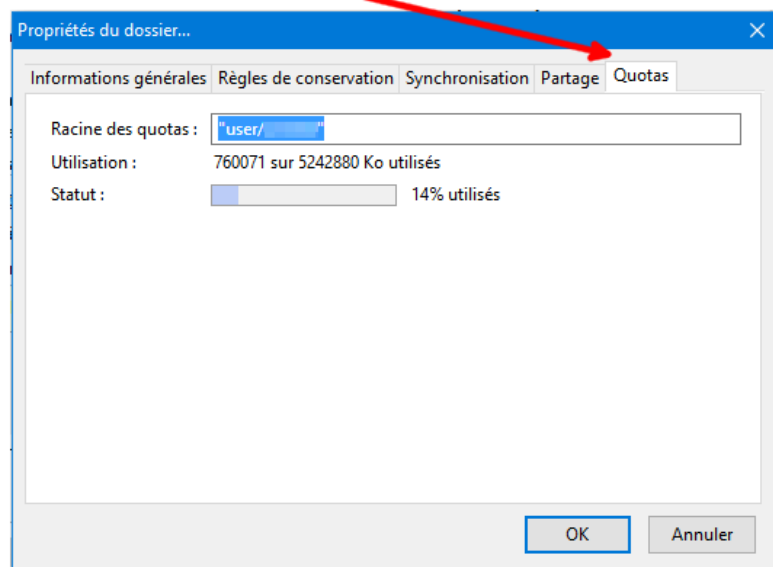 Propriétés du dossier...
Informations générales Règles de conservation Synchronisation Partage Quotas
Racine des quotas : "user/ "
Utilisation : 760071 sur 5242880 Ko utilisés
Statut : 14% utilisés
OK Annuler